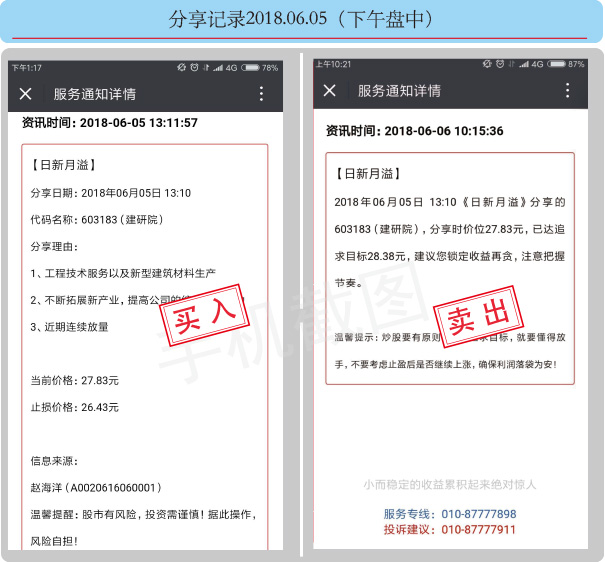 分享记录2018.06.05（下午盘中）
下午1:17
4G
78%
服务通知详情
资讯时间: 2018-06-05 13:11:57
【日新月溢】
分享日期: 2018年06月05日 13:10
代码名称: 603183 (建研院)
分享理由:
1、工程技术服务以及新型建筑材料生产
2、不断拓展新产业，提高公司的
3、近期连续放量
买入
当前价格: 27.83元
止损价格: 26.43元
信息来源:
赵海洋 (A0020616060001)
温馨提醒: 股市有风险，投资需谨慎! 据此操作，
风险自担!
上午10:21
4G
87%
服务通知详情
资讯时间: 2018-06-06 10:15:36
【日新月溢】
2018年06月05日 13:10《日新月溢》分享的
603183 (建研院)，分享时价位27.83元，已达追
求目标28.38元，建议您锁定收益再贪，注意把握
节奏。
卖出
温馨提示: 炒股要有原则 求目标，就要懂得放
手，不要考虑止盈后是否继续上涨，确保利润落袋为安!
小而稳定的收益累积起来绝对惊人
服务专线: 010-87777898
投诉建议: 010-87777911
手机截图